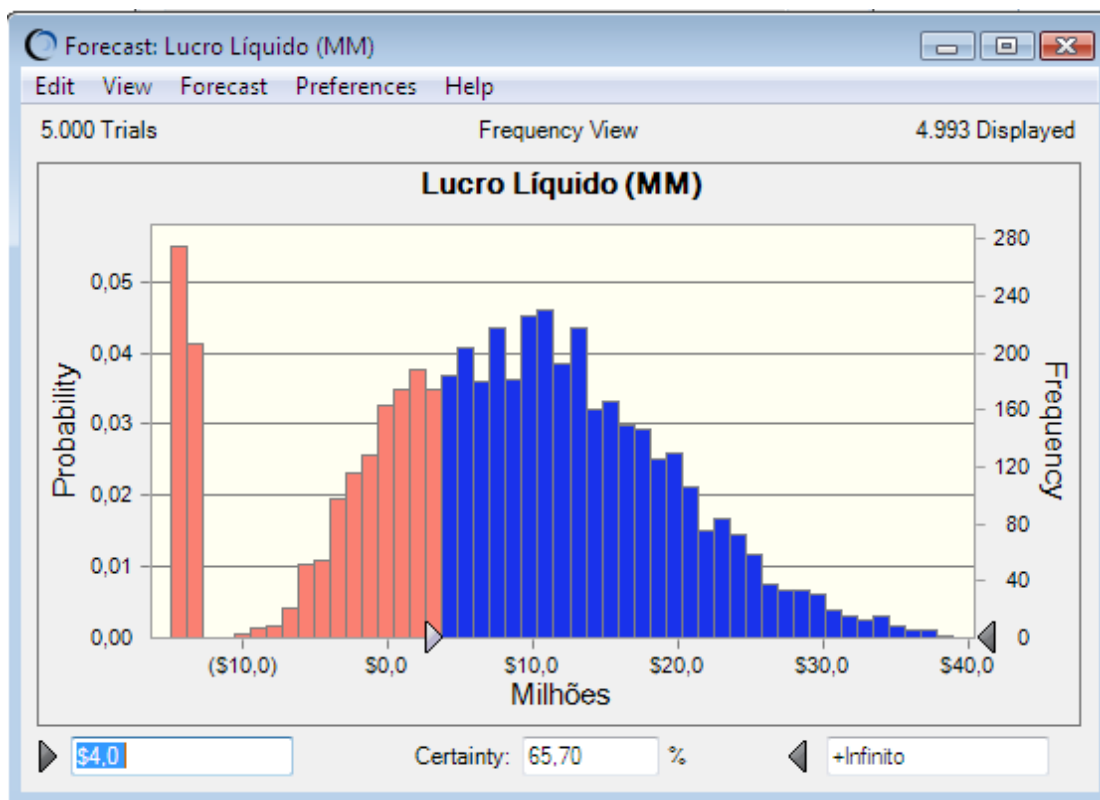 Forecast: Lucro Líquido (MM)
Edit View Forecast Preferences Help
5.000 Trials Frequency View 4.993 Displayed
Lucro Líquido (MM)
Probability
0,05
0,04
0,03
0,02
0,01
0,00
280
240
200
160
120
80
40
0
Frequency
($10,0) $0,0 $10,0 $20,0 $30,0 $40,0
Milhões
$4,0 Certainty: 65,70 % +Infinito